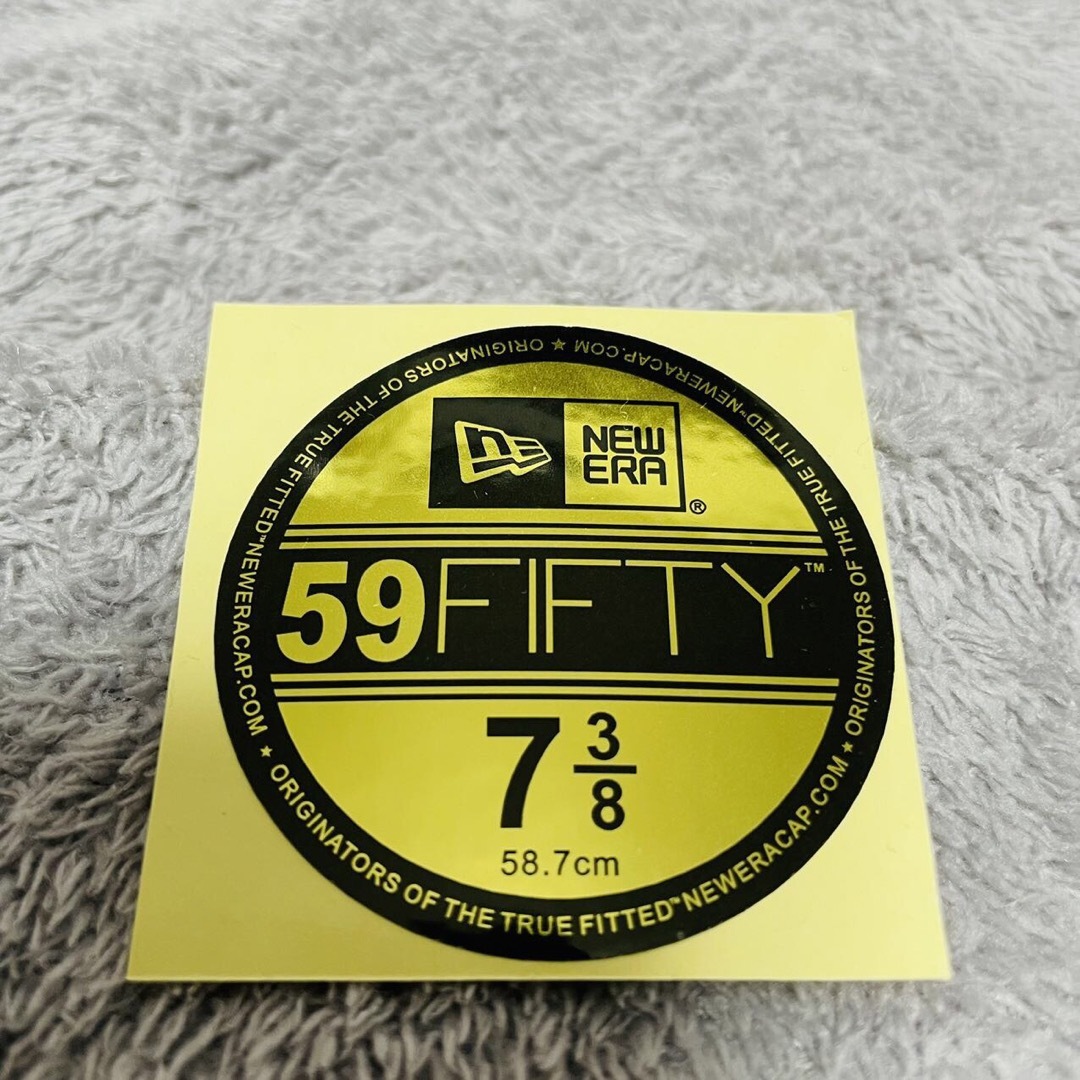 NEW
ERA
®
59FIFTY™
7 3/8
58.7cm
ORIGINATORS OF THE TRUE FITTED™ NEWERACAP.COM ★ ORIGINATORS OF THE TRUE FITTED™ NEWERACAP.COM ★ ORIGINATORS OF THE TRUE FITTED™ NEWERACAP.COM ★